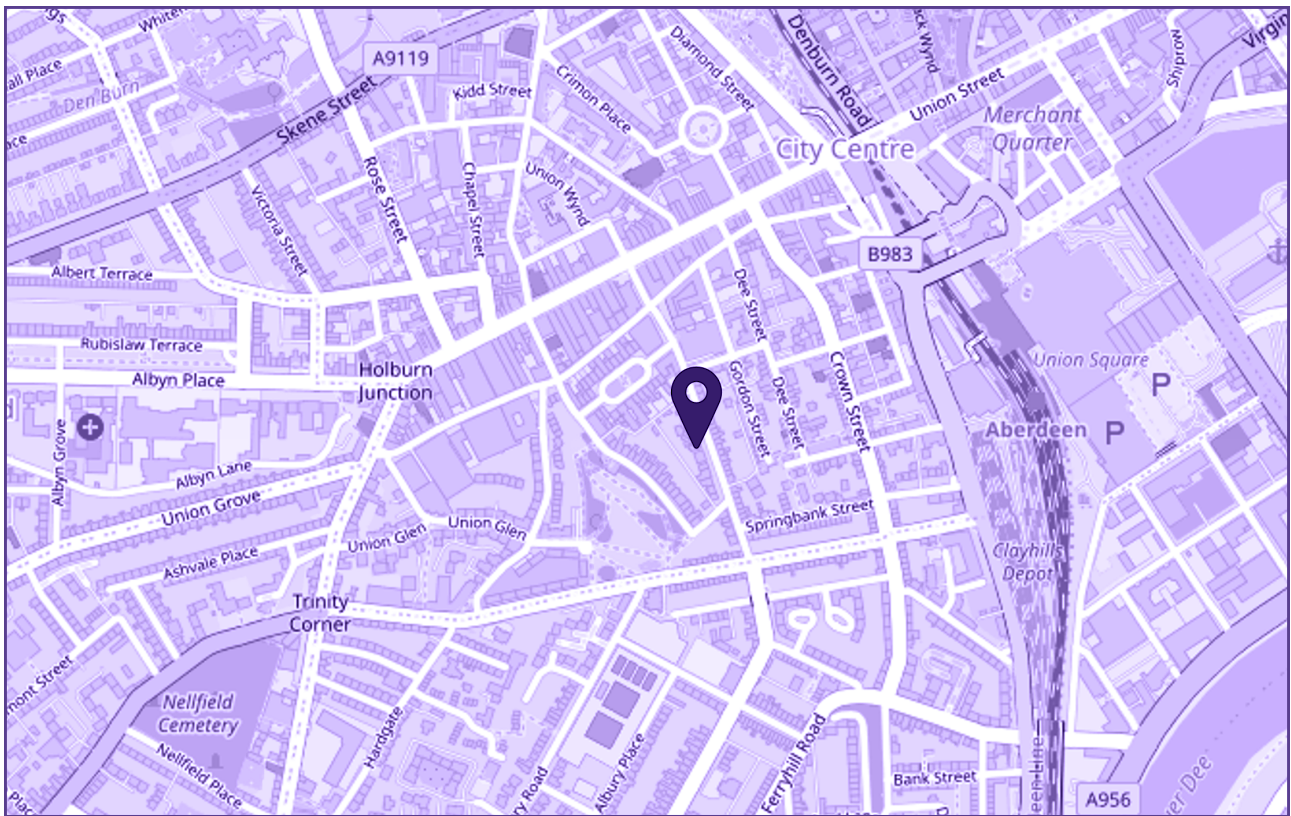 Denburn Road
Diamond Street
A9119
Skene Street
Kidd Street
Crimon Place
Union Street
Merchant
Quarter
Den Burn
City Centre
Rose Street
Chapel Street
Union Wynd
Victoria Street
B983
Albert Terrace
Dee Street
Rubislaw Terrace
Albyn Place
Holburn
Junction
Union Square
P
Crown Street
Gordon Street
Dee Street
Aberdeen
P
Albyn Grove
Albyn Lane
Union Grove
Union Glen
Union Glen
Springbank Street
Ashvale Place
Clayhills
Depot
Trinity
Corner
Nellfield
Cemetery
Hardgate
Nellfield Place
Albury Place
Ferryhill Road
Bank Street
A956